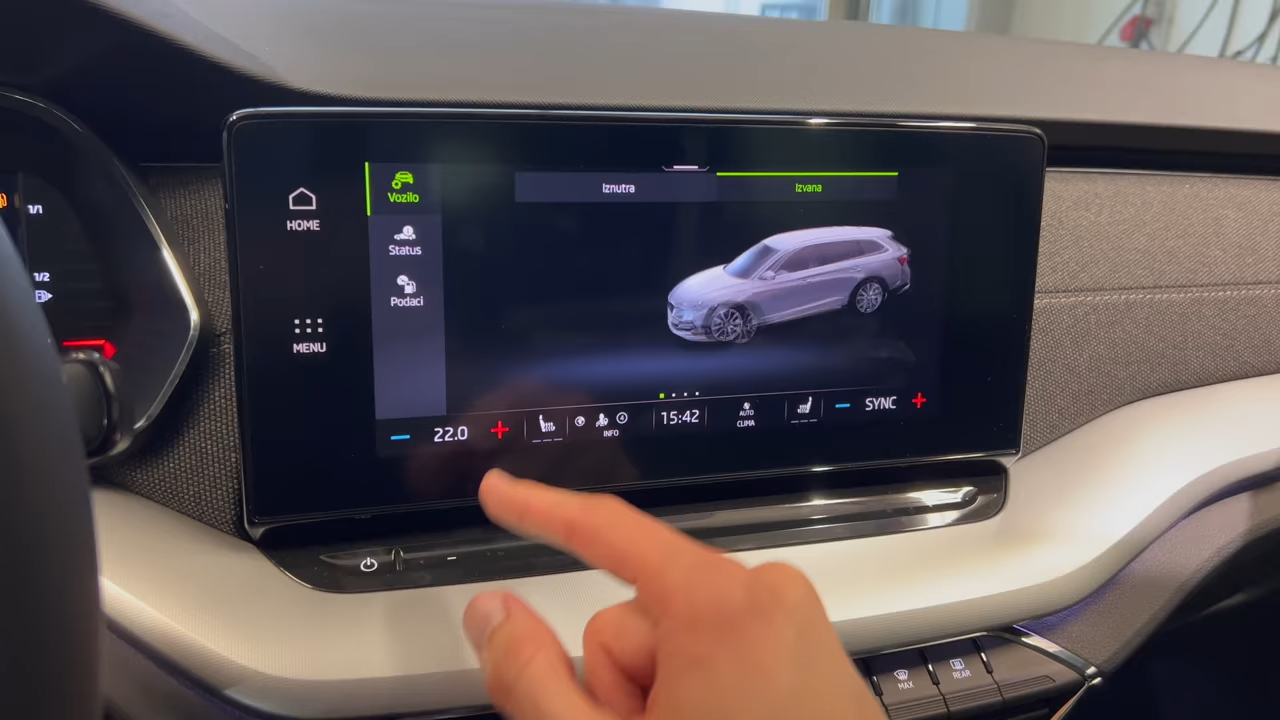 1/1
1/2
HOME
MENU
Vozilo
Status
Podaci
Iznutra
Izvana
22.0
INFO
15:42
AUTO
CLIMA
SYNC
MAX
REAR